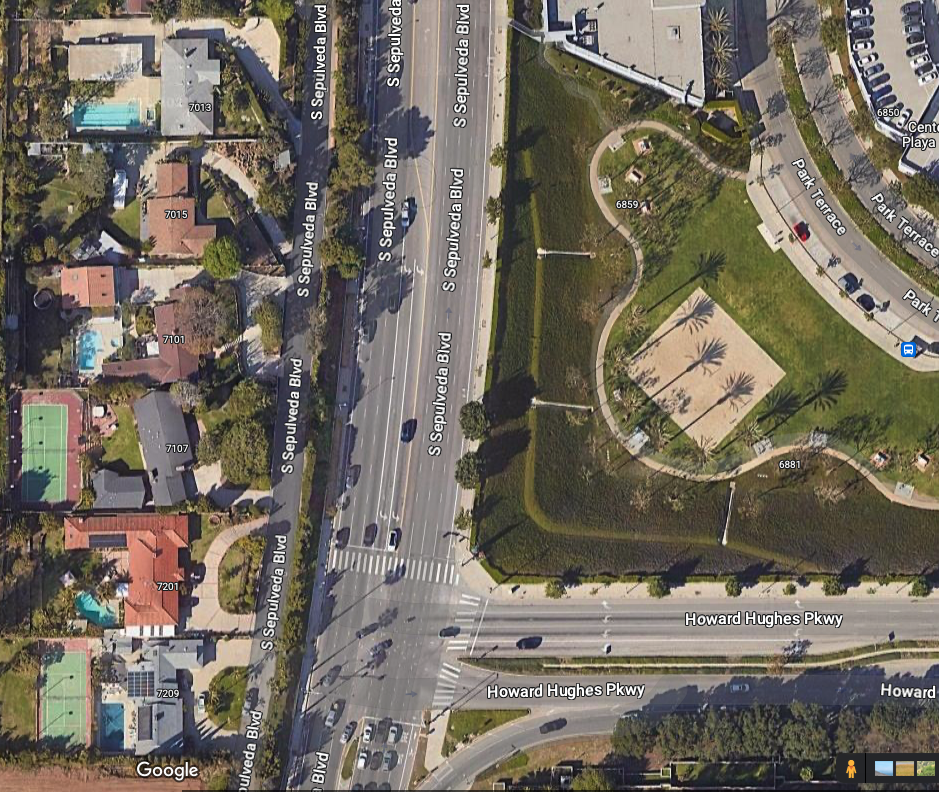 S Sepulveda Blvd
S Sepulveda
S Sepulveda Blvd
7013
6850
Cent
Playa
S Sepulveda Blvd
S Sepulveda Blvd
S Sepulveda Blvd
Park Terrace
Park Terrace
6859
7015
Park T
7101
S Sepulveda Blvd
S Sepulveda Blvd
7107
6881
S Sepulveda Blvd
7201
Howard Hughes Pkwy
7209
Howard Hughes Pkwy
Howard
pulveda Blvd
Blvd
Google